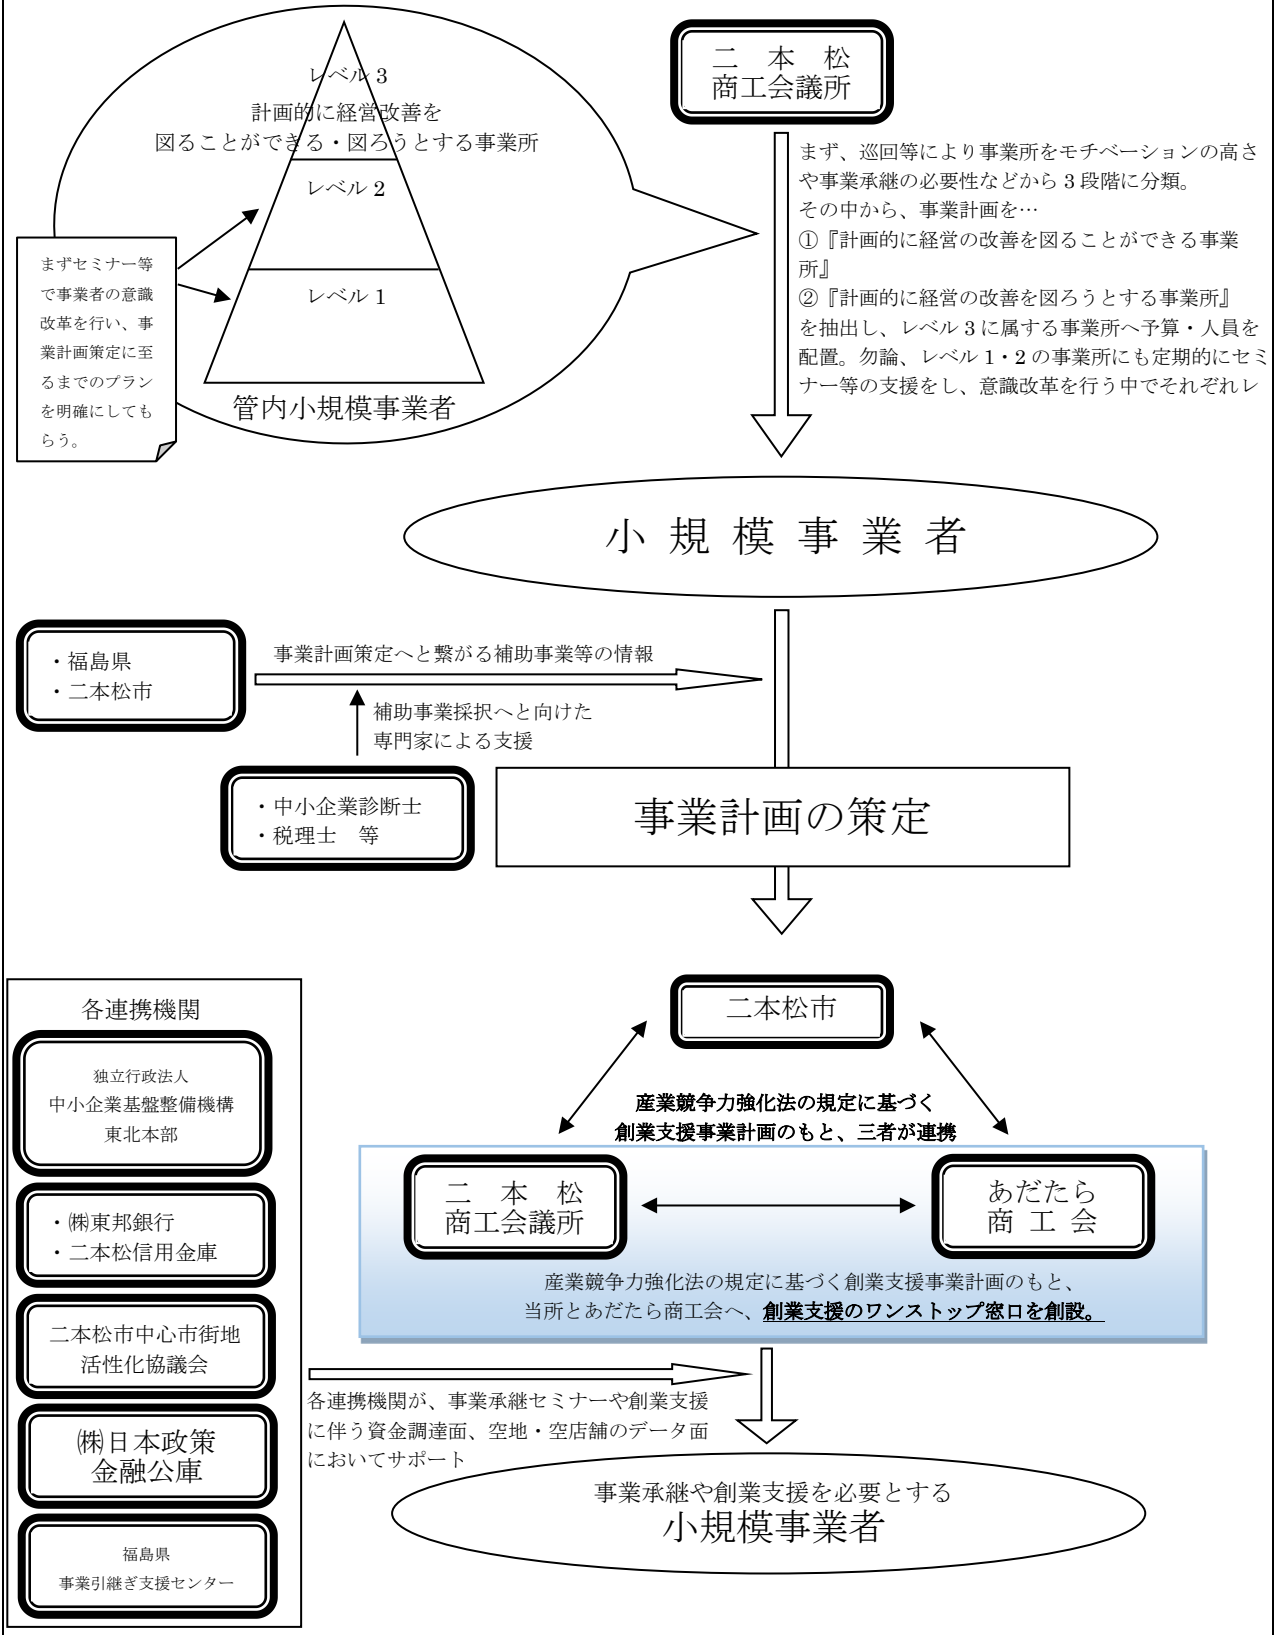 レベル 3
計画的に経営改善を
図ることができる・図ろうとする事業所
レベル 2
レベル 1
管内小規模事業者
まずセミナー等
で事業者の意識
改革を行い、事
業計画策定に至
るまでのプラン
を明確にしても
らう。
二　本　松
商工会議所
まず、巡回等により事業所をモチベーションの高さ
や事業承継の必要性などから 3 段階に分類。
その中から、事業計画を…
①『計画的に経営の改善を図ることができる事業
所』
②『計画的に経営の改善を図ろうとする事業所』
を抽出し、レベル 3 に属する事業所へ予算・人員を
配置。勿論、レベル 1・2 の事業所にも定期的にセミ
ナー等の支援をし、意識改革を行う中でそれぞれレ
小 規 模 事 業 者
・福島県
・二本松市
事業計画策定へと繋がる補助事業等の情報
補助事業採択へと向けた
専門家による支援
・中小企業診断士
・税理士　等
事業計画の策定
各連携機関
独立行政法人
中小企業基盤整備機構
東北本部
・㈱東邦銀行
・二本松信用金庫
二本松市中心市街地
活性化協議会
㈱日本政策
金融公庫
福島県
事業引継ぎ支援センター
二本松市
産業競争力強化法の規定に基づく
創業支援事業計画のもと、三者が連携
二　本　松
商工会議所
あだたら
商 工 会
産業競争力強化法の規定に基づく創業支援事業計画のもと、
当所とあだたら商工会へ、創業支援のワンストップ窓口を創設。
各連携機関が、事業承継セミナーや創業支援
に伴う資金調達面、空地・空店舗のデータ面
においてサポート
事業承継や創業支援を必要とする
小規模事業者